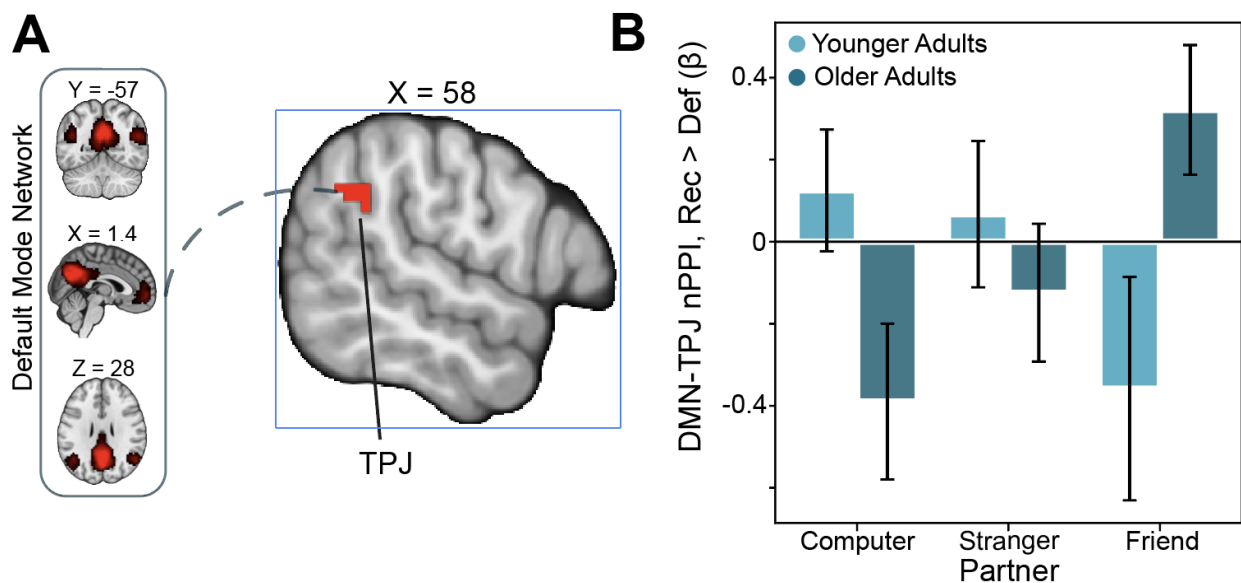 A
Default Mode Network
Y = -57
X = 1.4
Z = 28
X = 58
TPJ
B
DMN-TPJ nPPI, Rec > Def (β)
Younger Adults
Older Adults
0.4
0
-0.4
Computer
Stranger
Friend
Partner